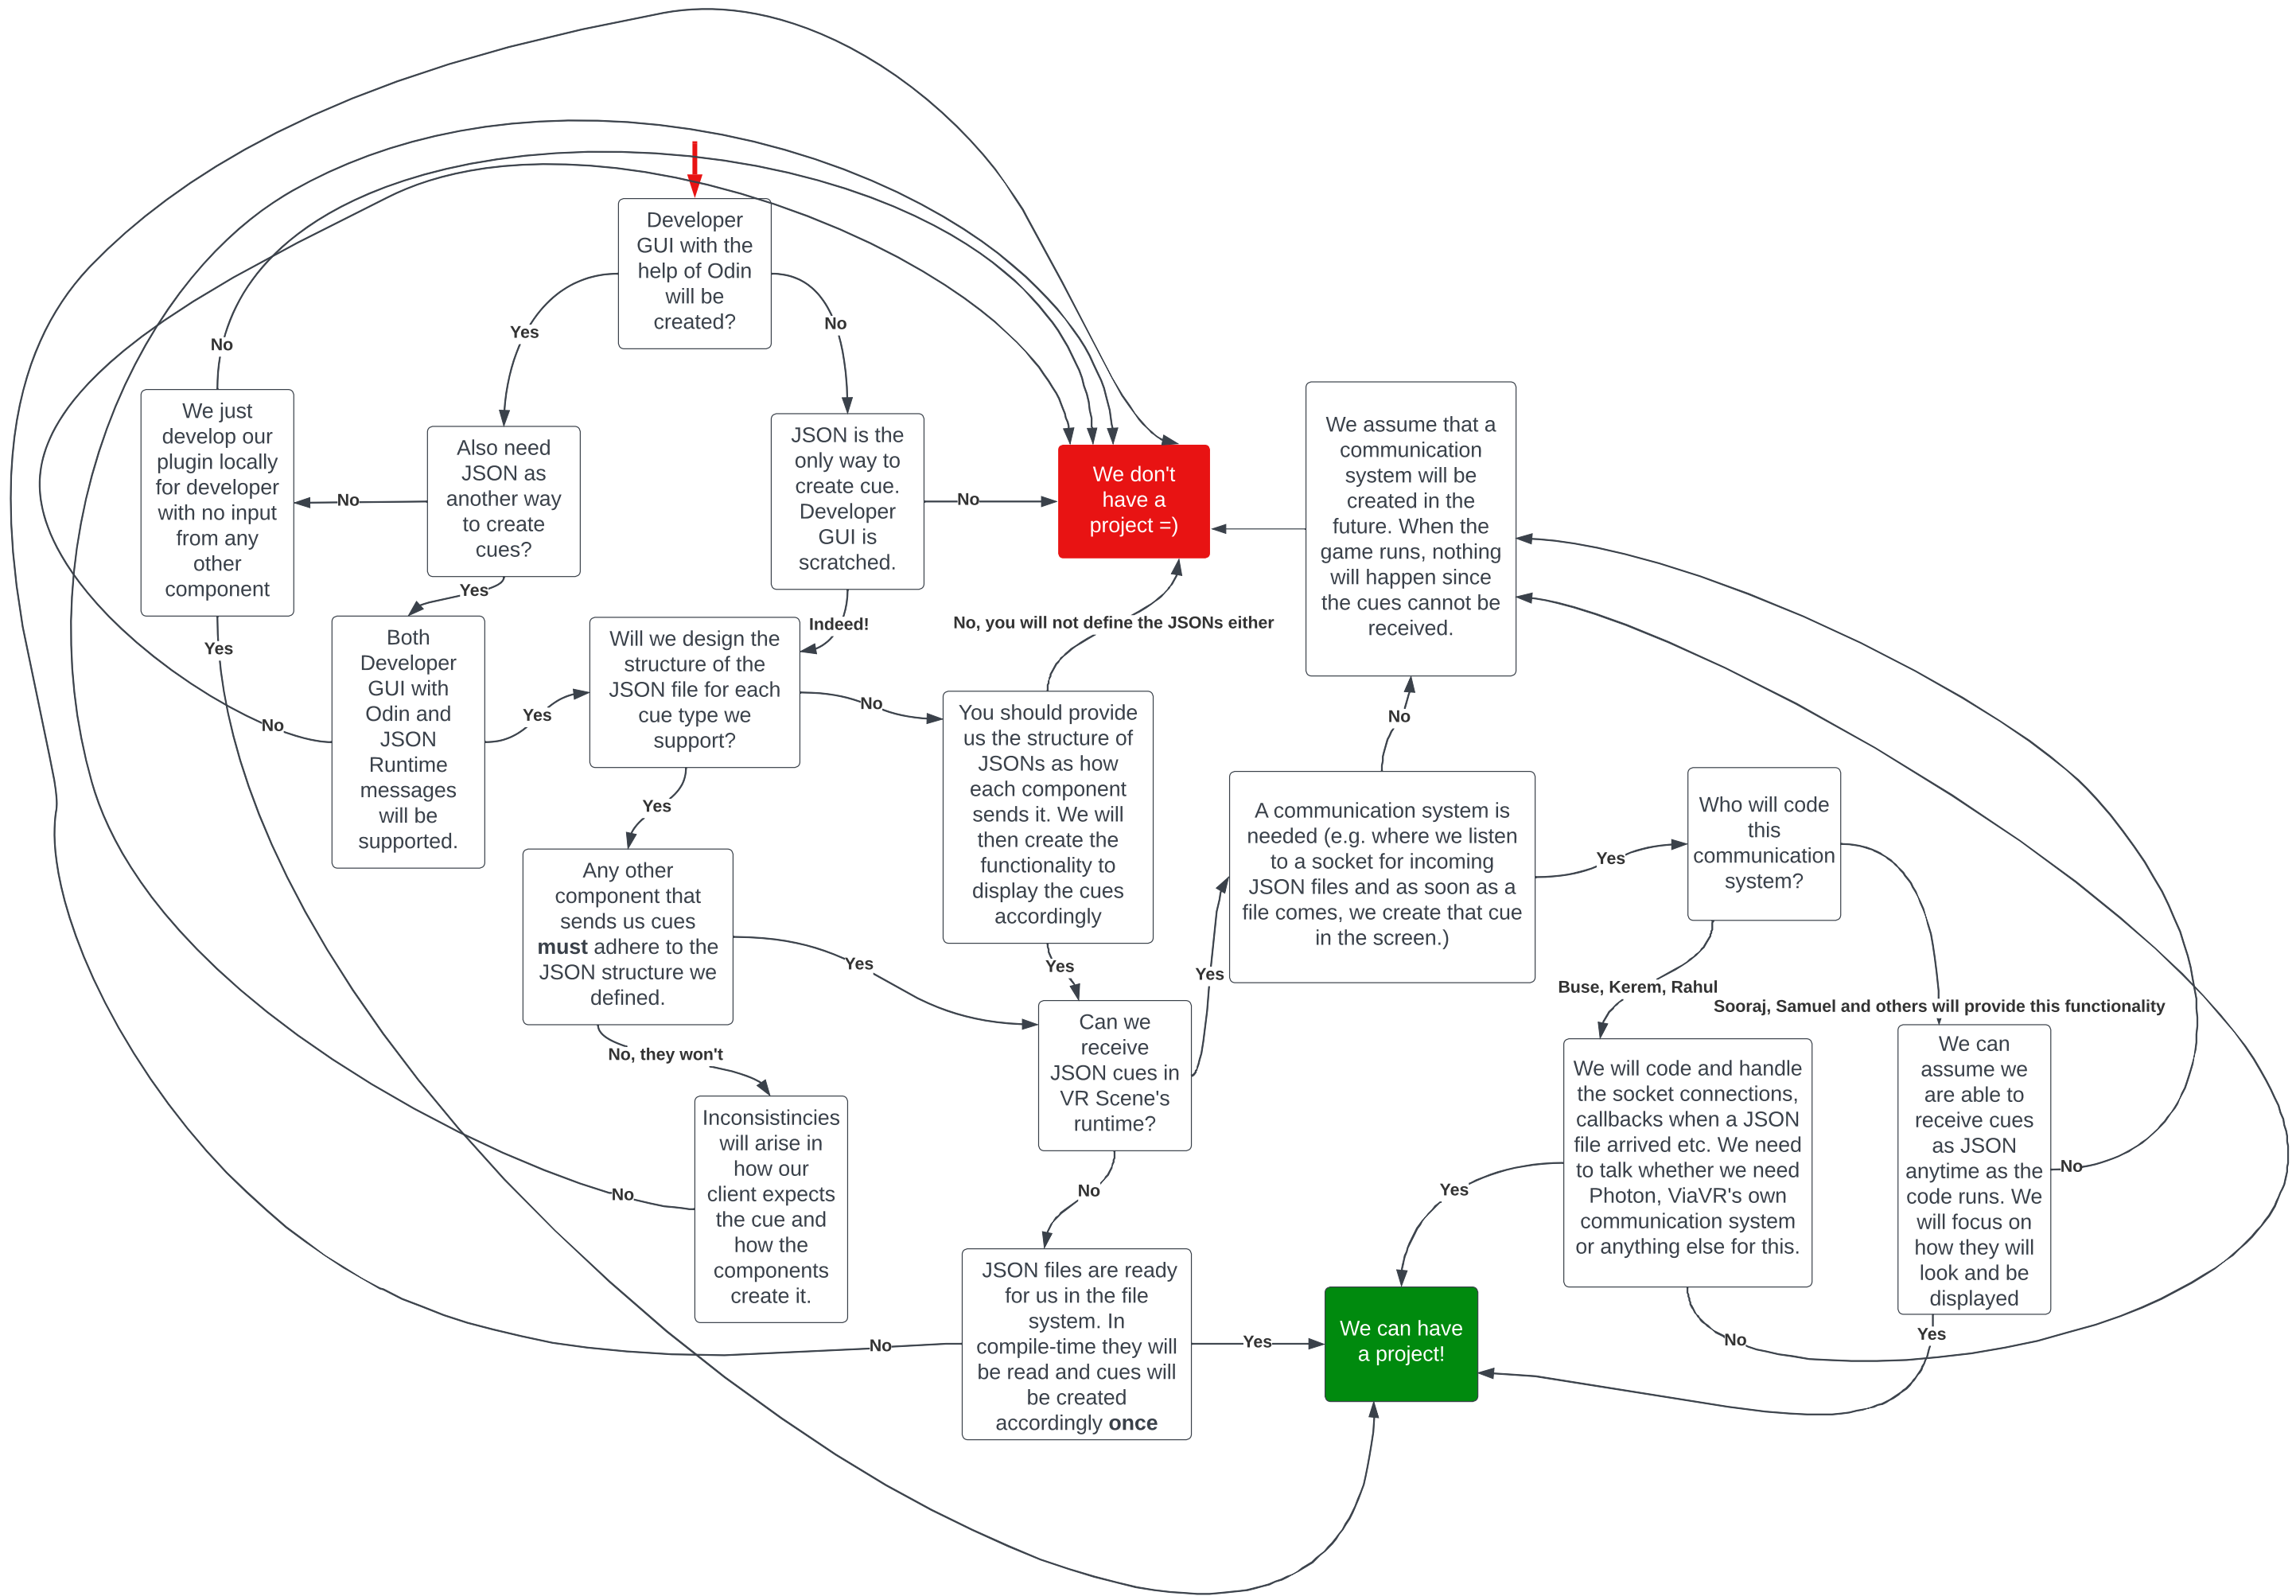 Developer
GUI with the
help of Odin
will be
created?
Yes
No
No
We just
develop our
plugin locally
for developer
with no input
from any
other
component
No
Also need
JSON as
another way
to create
cues?
JSON is the
only way to
create cue.
Developer
GUI is
scratched.
No
We don't
have a
project =)
We assume that a
communication
system will be
created in the
future. When the
game runs, nothing
will happen since
the cues cannot be
received.
Yes
Yes
Both
Developer
GUI with
Odin and
JSON
Runtime
messages
will be
supported.
No
Yes
Indeed!
Will we design the
structure of the
JSON file for each
cue type we
support?
No
No, you will not define the JSONs either
You should provide
us the structure of
JSONs as how
each component
sends it. We will
then create the
functionality to
display the cues
accordingly
No
A communication system is
needed (e.g. where we listen
to a socket for incoming
JSON files and as soon as a
file comes, we create that cue
in the screen.)
Yes
Who will code
this
communication
system?
Yes
Any other
component that
sends us cues
must adhere to the
JSON structure we
defined.
Yes
Yes
Yes
Buse, Kerem, Rahul
Sooraj, Samuel and others will provide this functionality
No, they won't
Can we
receive
JSON cues in
VR Scene's
runtime?
We will code and handle
the socket connections,
callbacks when a JSON
file arrived etc. We need
to talk whether we need
Photon, ViaVR's own
communication system
or anything else for this.
We can
assume we
are able to
receive cues
as JSON
anytime as the
code runs. We
will focus on
how they will
look and be
displayed
No
Inconsistincies
will arise in
how our
client expects
the cue and
how the
components
create it.
No
No
Yes
JSON files are ready
for us in the file
system. In
compile-time they will
be read and cues will
be created
accordingly once
No
Yes
We can have
a project!
No
Yes